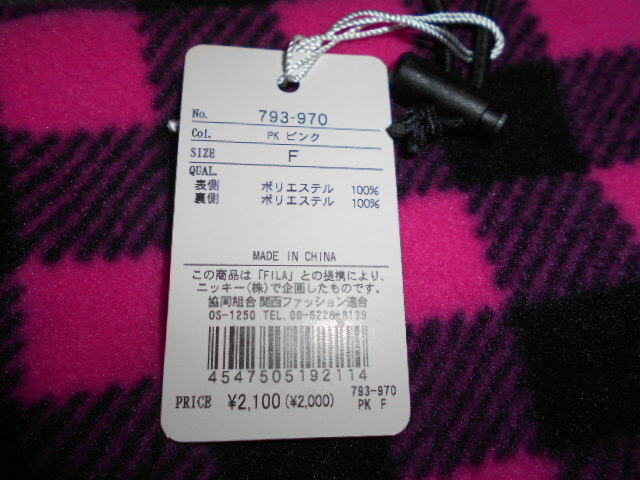 No. 793-970
Col. PK ピンク
SIZE F
QUAL.
表側 ポリエステル 100%
裏側 ポリエステル 100%
MADE IN CHINA
この商品は「FILA」との提携により、
ニッキー(株)で企画したものです。
協同組合 関西ファッション連合
OS-1250 TEL.06-6228-8139
4547505192114
PRICE ¥2,100 (¥2,000) 793-970
PK F